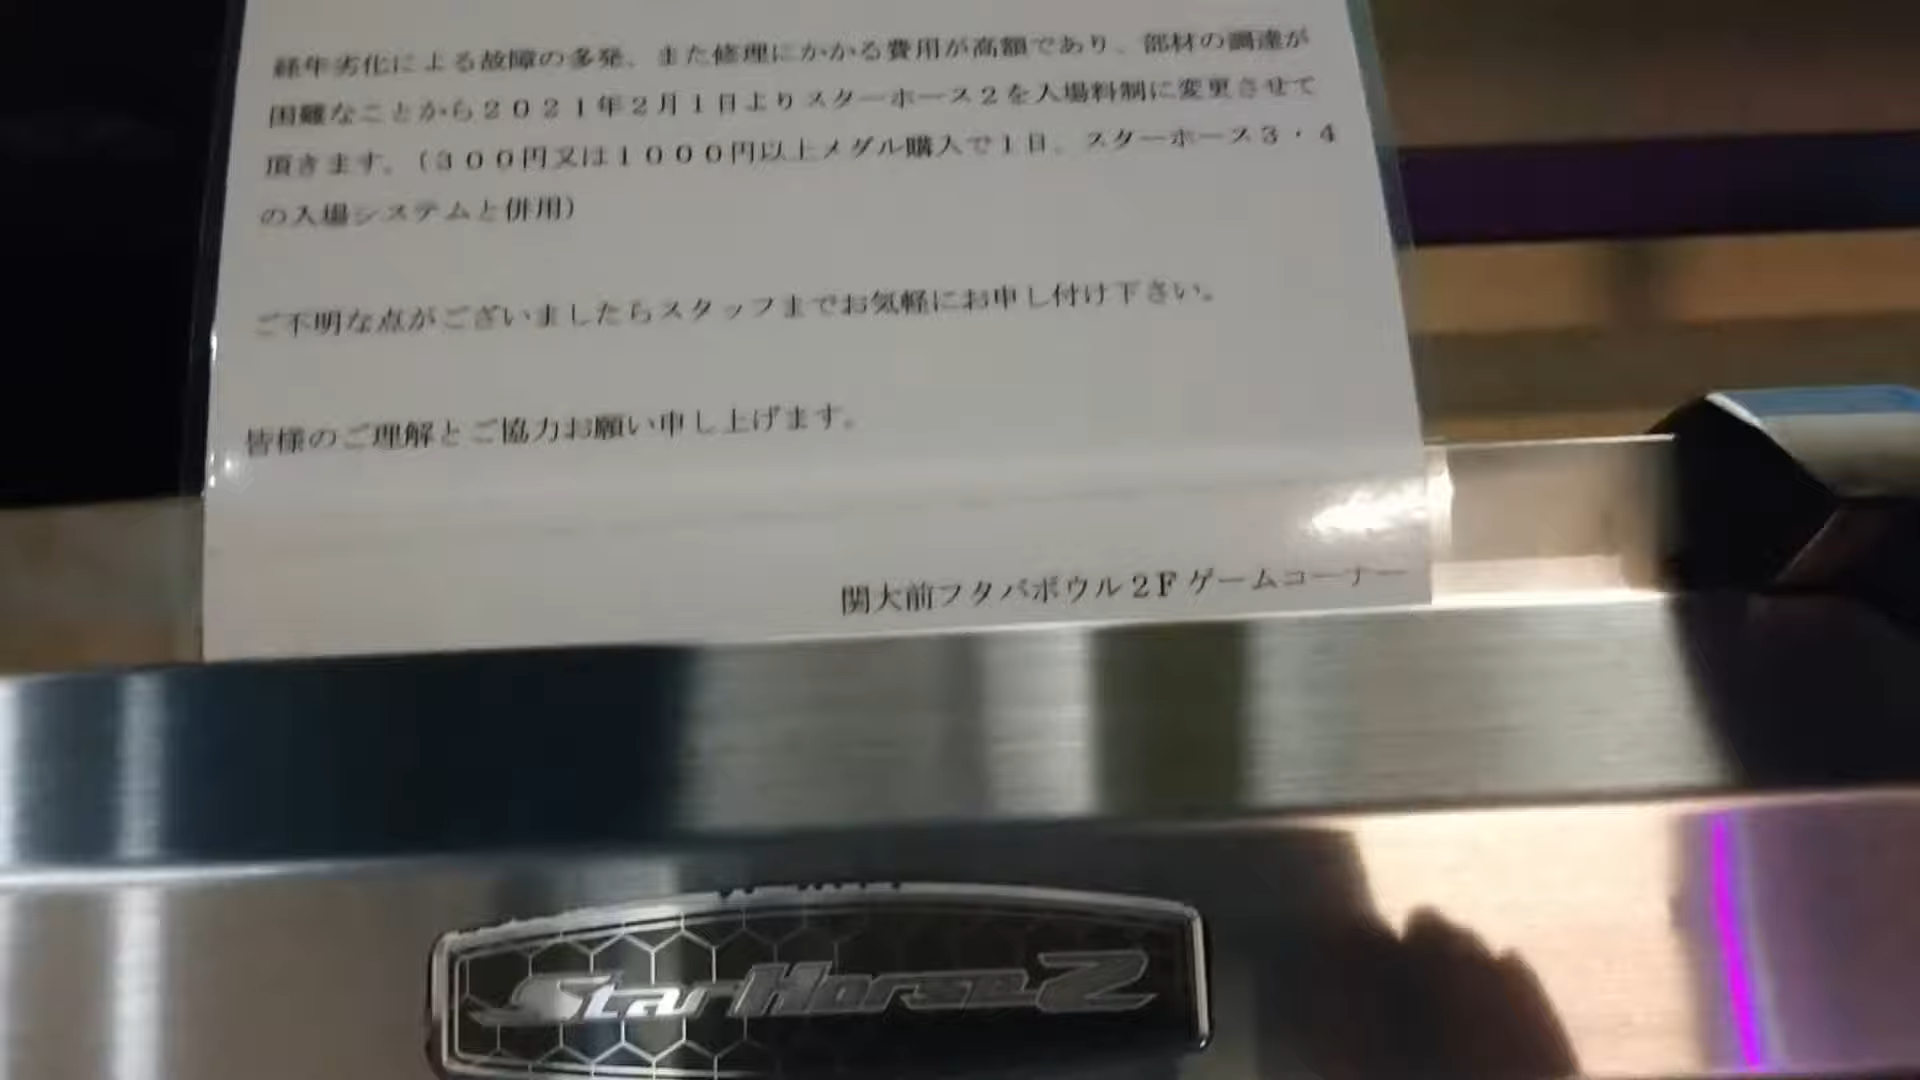 経年劣化による故障の多発、また修理にかかる費用が高額であり、部材の調達が
困難なことから2021年2月1日よりスターホース2を入場料制に変更させて
頂きます。（300円又は1000円以上メダル購入で1日、スターホース3・4
の入場システムと併用）
ご不明な点がございましたらスタッフまでお気軽にお申し付け下さい。
皆様のご理解とご協力お願い申し上げます。
関大前フタバボウル2Fゲームコーナー
StarHorse2